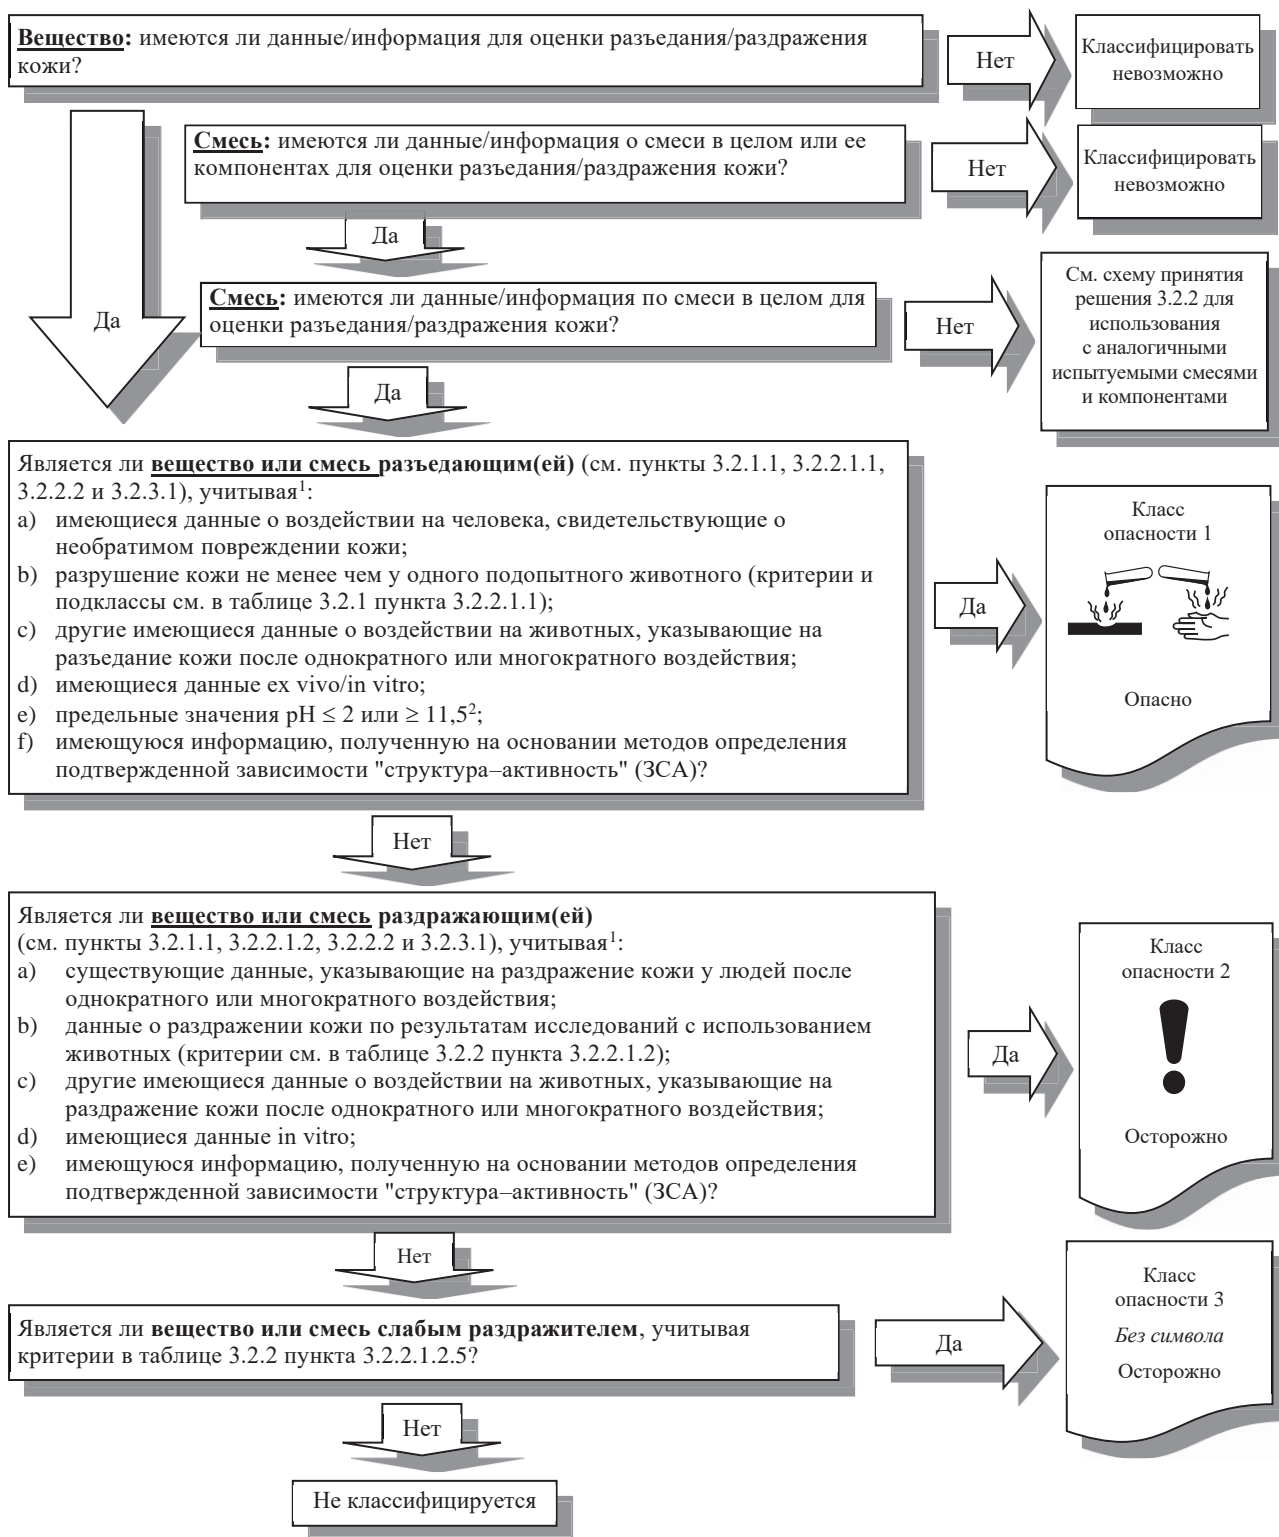 Вещество: имеются ли данные/информация для оценки разъедания/раздражения
кожи?
Нет
Классифицировать
невозможно
Смесь: имеются ли данные/информация о смеси в целом или ее
компонентах для оценки разъедания/раздражения кожи?
Нет
Классифицировать
невозможно
Да
Да
Смесь: имеются ли данные/информация по смеси в целом для
оценки разъедания/раздражения кожи?
Нет
См. схему принятия
решения 3.2.2 для
использования
с аналогичными
испытуемыми смесями
и компонентами
Да
Является ли вещество или смесь разъедающим(ей) (см. пункты 3.2.1.1, 3.2.2.1.1,
3.2.2.2 и 3.2.3.1), учитывая¹:
a) имеющиеся данные о воздействии на человека, свидетельствующие о
необратимом повреждении кожи;
b) разрушение кожи не менее чем у одного подопытного животного (критерии и
подклассы см. в таблице 3.2.1 пункта 3.2.2.1.1);
c) другие имеющиеся данные о воздействии на животных, указывающие на
разъедание кожи после однократного или многократного воздействия;
d) имеющиеся данные ex vivo/in vitro;
e) предельные значения pH ≤ 2 или ≥ 11,5²;
f) имеющуюся информацию, полученную на основании методов определения
подтвержденной зависимости "структура–активность" (ЗСА)?
Да
Класс
опасности 1
Опасно
Нет
Является ли вещество или смесь раздражающим(ей)
(см. пункты 3.2.1.1, 3.2.2.1.2, 3.2.2.2 и 3.2.3.1), учитывая¹:
a) существующие данные, указывающие на раздражение кожи у людей после
однократного или многократного воздействия;
b) данные о раздражении кожи по результатам исследований с использованием
животных (критерии см. в таблице 3.2.2 пункта 3.2.2.1.2);
c) другие имеющиеся данные о воздействии на животных, указывающие на
раздражение кожи после однократного или многократного воздействия;
d) имеющиеся данные in vitro;
e) имеющуюся информацию, полученную на основании методов определения
подтвержденной зависимости "структура–активность" (ЗСА)?
Да
Класс
опасности 2
Осторожно
Нет
Является ли вещество или смесь слабым раздражителем, учитывая
критерии в таблице 3.2.2 пункта 3.2.2.1.2.5?
Да
Класс
опасности 3
Без символа
Осторожно
Нет
Не классифицируется